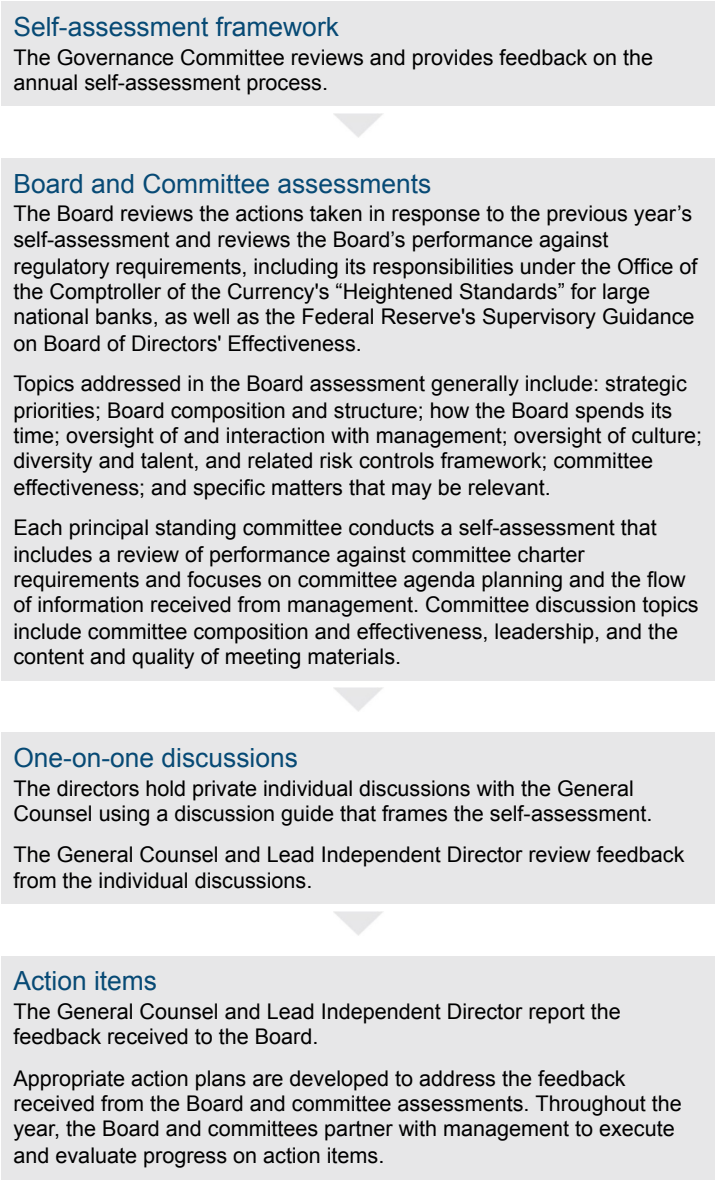 Self-assessment framework
The Governance Committee reviews and provides feedback on the
annual self-assessment process.
Board and Committee assessments
The Board reviews the actions taken in response to the previous year’s
self-assessment and reviews the Board’s performance against
regulatory requirements, including its responsibilities under the Office of
the Comptroller of the Currency's “Heightened Standards” for large
national banks, as well as the Federal Reserve's Supervisory Guidance
on Board of Directors' Effectiveness.
Topics addressed in the Board assessment generally include: strategic
priorities; Board composition and structure; how the Board spends its
time; oversight of and interaction with management; oversight of culture;
diversity and talent, and related risk controls framework; committee
effectiveness; and specific matters that may be relevant.
Each principal standing committee conducts a self-assessment that
includes a review of performance against committee charter
requirements and focuses on committee agenda planning and the flow
of information received from management. Committee discussion topics
include committee composition and effectiveness, leadership, and the
content and quality of meeting materials.
One-on-one discussions
The directors hold private individual discussions with the General
Counsel using a discussion guide that frames the self-assessment.
The General Counsel and Lead Independent Director review feedback
from the individual discussions.
Action items
The General Counsel and Lead Independent Director report the
feedback received to the Board.
Appropriate action plans are developed to address the feedback
received from the Board and committee assessments. Throughout the
year, the Board and committees partner with management to execute
and evaluate progress on action items.